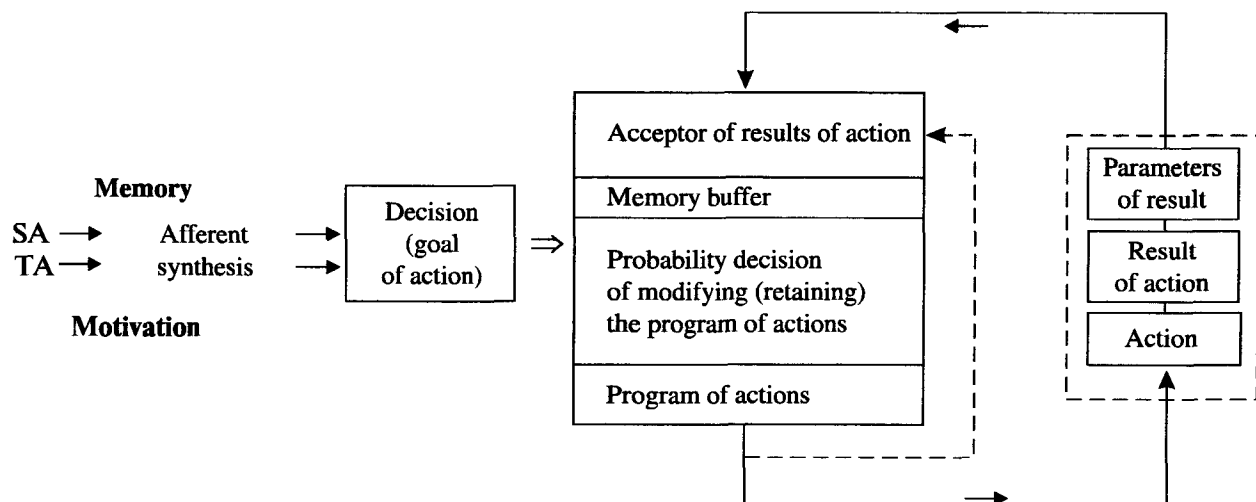 Memory
SA
TA
Afferent
synthesis
Motivation
Decision
(goal
of action)
Acceptor of results of action
Memory buffer
Probability decision
of modifying (retaining)
the program of actions
Program of actions
Parameters
of result
Result
of action
Action